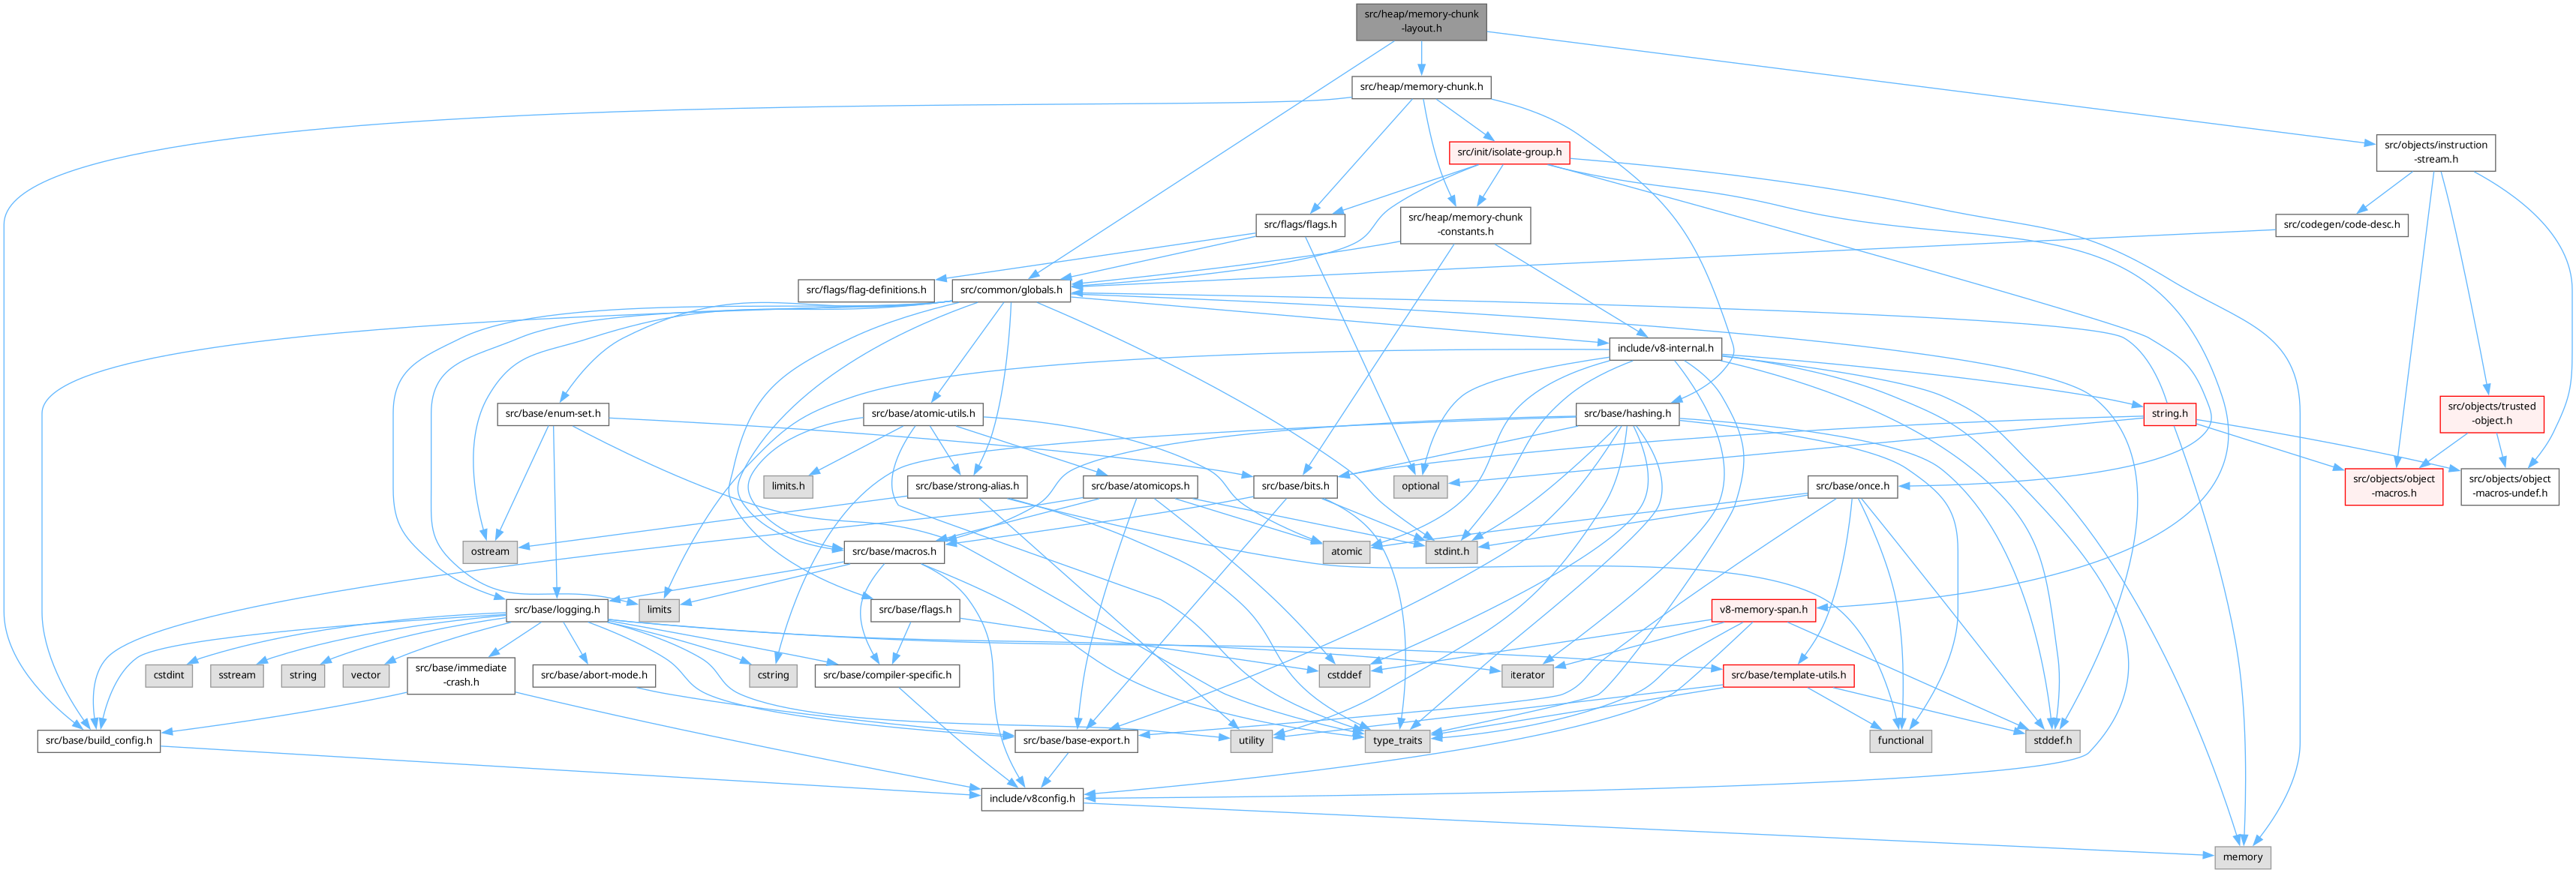 src/heap/memory-chunk
-layout.h
src/heap/memory-chunk.h
src/init/isolate-group.h
src/objects/instruction
-stream.h
src/flags/flags.h
src/heap/memory-chunk
-constants.h
src/codegen/code-desc.h
src/flags/flag-definitions.h
src/common/globals.h
include/v8-internal.h
src/base/enum-set.h
src/base/atomic-utils.h
src/base/hashing.h
string.h
src/objects/trusted
-object.h
limits.h
src/base/strong-alias.h
src/base/atomicops.h
src/base/bits.h
optional
src/base/once.h
src/objects/object
-macros.h
src/objects/object
-macros-undef.h
ostream
src/base/macros.h
atomic
stdint.h
src/base/logging.h
limits
src/base/flags.h
v8-memory-span.h
cstdint
sstream
string
vector
src/base/immediate
-crash.h
src/base/abort-mode.h
cstring
src/base/compiler-specific.h
cstddef
iterator
src/base/template-utils.h
src/base/build_config.h
src/base/base-export.h
utility
type_traits
functional
stddef.h
include/v8config.h
memory